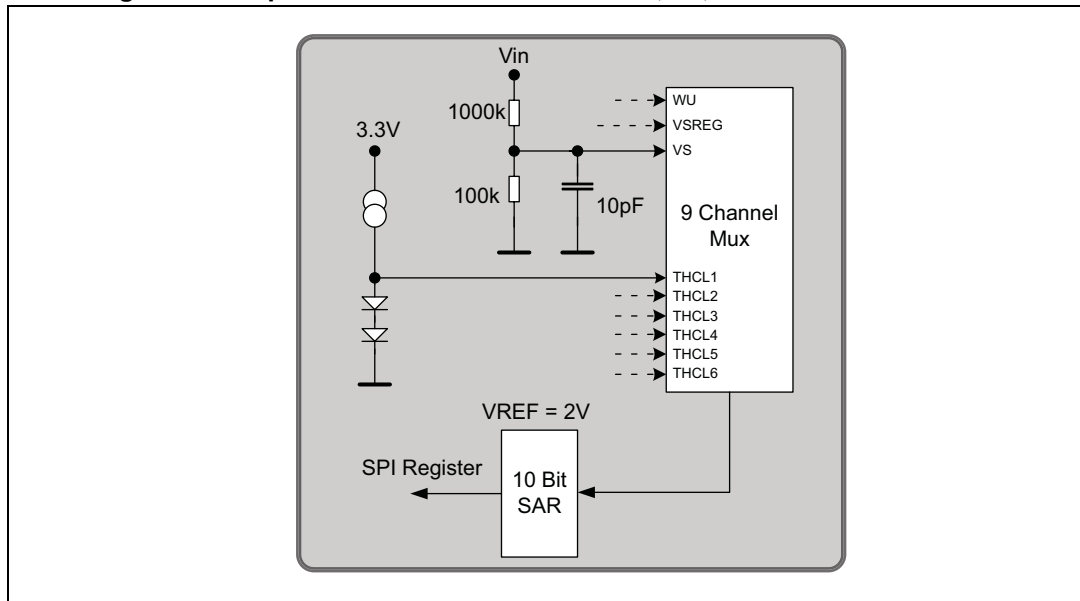 Vin
1000k
3.3V
100k
10pF
WU
VSREG
VS
9 Channel
Mux
THCL1
THCL2
THCL3
THCL4
THCL5
THCL6
VREF = 2V
SPI Register
10 Bit
SAR